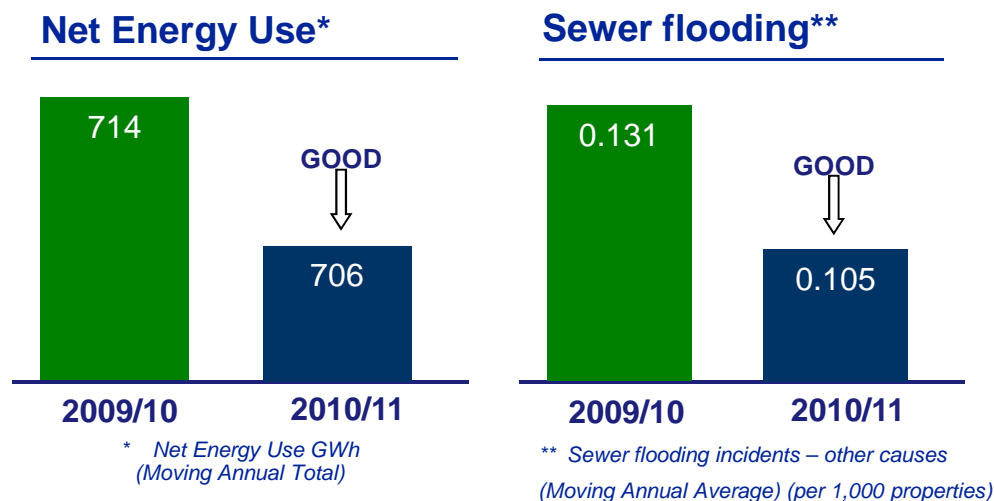 Net Energy Use*
714
GOOD
706
2009/10
2010/11
* Net Energy Use GWh
(Moving Annual Total)
Sewer flooding**
0.131
GOOD
0.105
2009/10
2010/11
** Sewer flooding incidents – other causes
(Moving Annual Average) (per 1,000 properties)